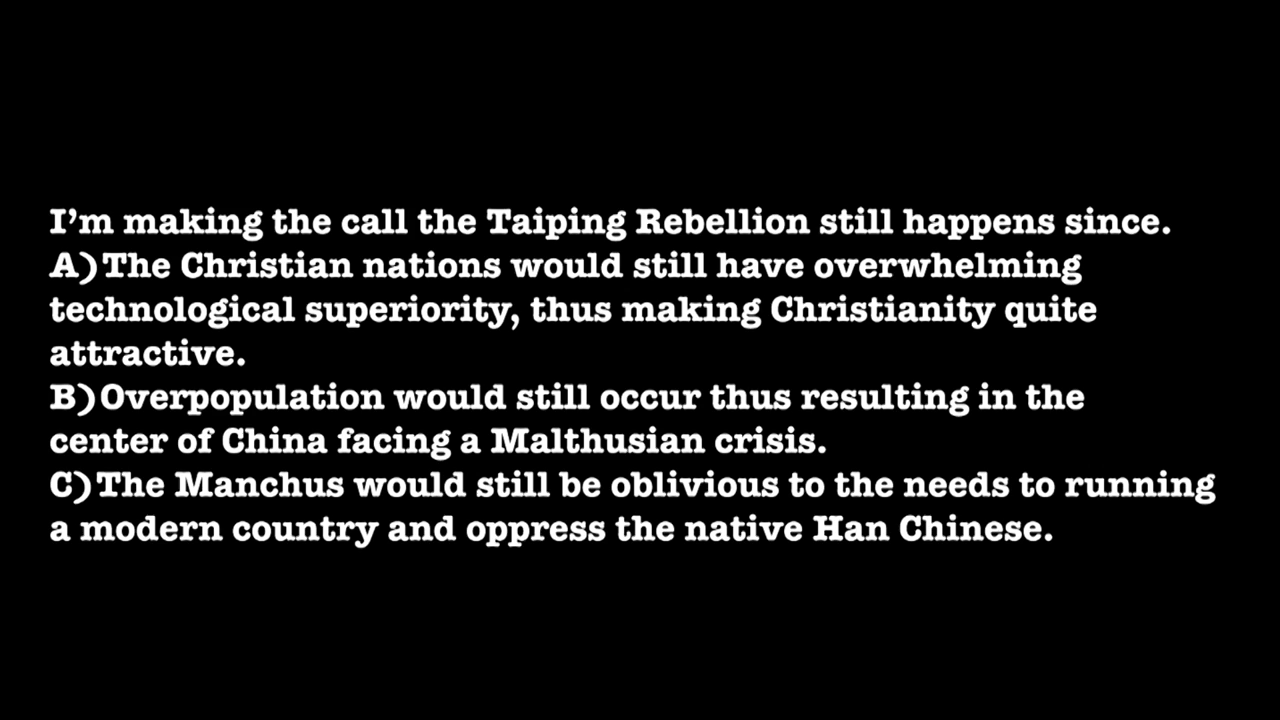 I’m making the call the Taiping Rebellion still happens since.
A)The Christian nations would still have overwhelming
technological superiority, thus making Christianity quite
attractive.
B)Overpopulation would still occur thus resulting in the
center of China facing a Malthusian crisis.
C)The Manchus would still be oblivious to the needs to running
a modern country and oppress the native Han Chinese.